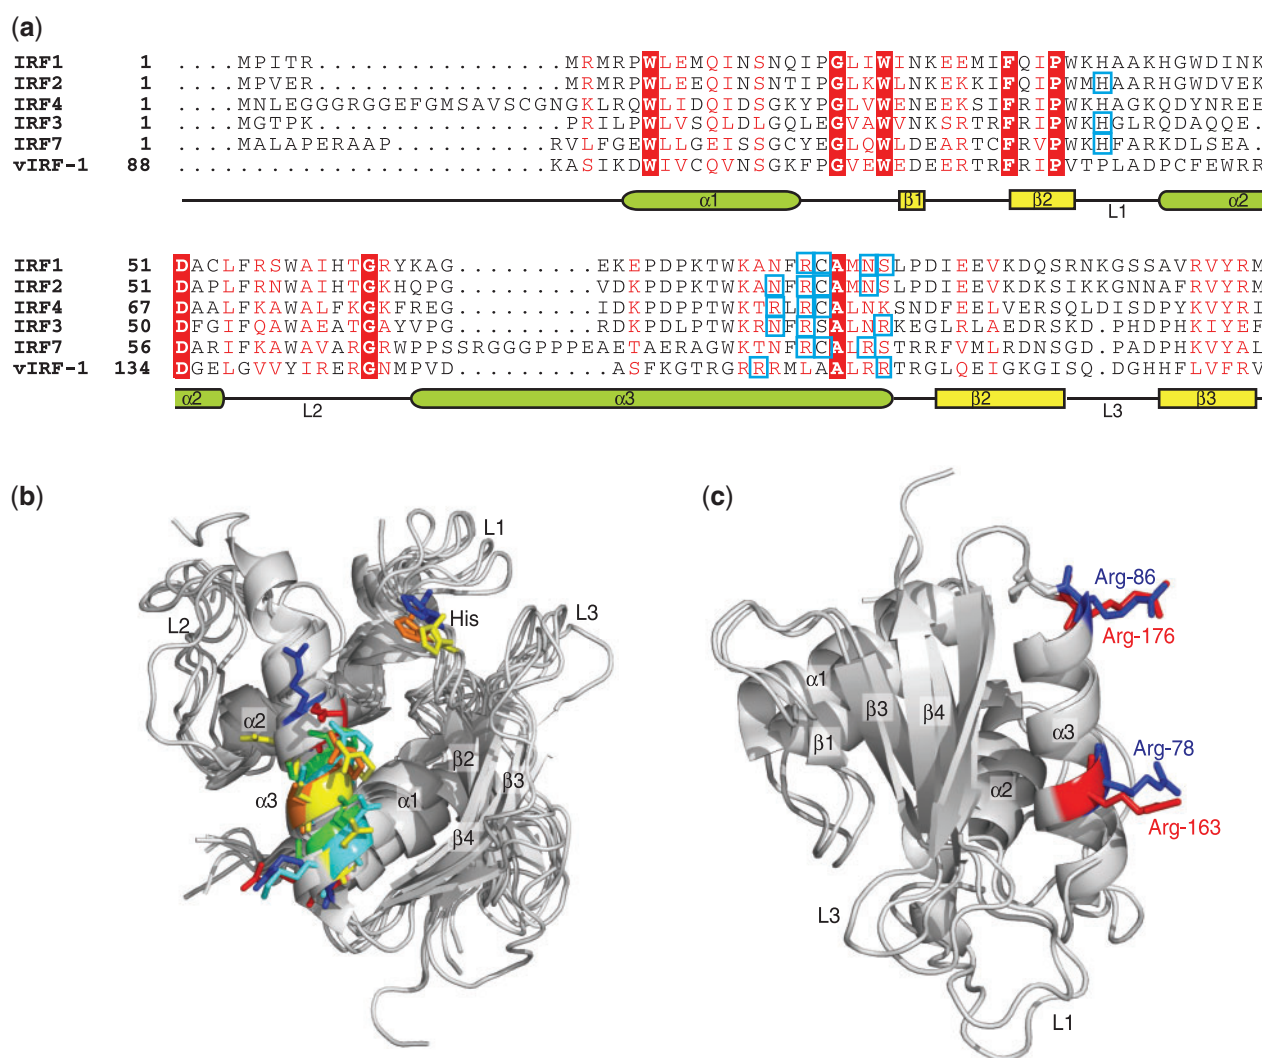 (a)
IRF1 1 ....MPITR................MRMRPWLEMQINSNQIPGLIWINKEEMIFQIPWKHAAKHGWDINK
IRF2 1 ....MPVER................MRMRPWLEEQINSNTIPGLKWLNKEEKIFQIPWMHAARHGWDVEK
IRF4 1 ....MNLEGGGRGGEFGMSAVSCGNGKLRQWLIDQIDSGKYPGLVWENEEKSIFRIPWKHAGKQDYNREE
IRF3 1 ....MGTPK................PRILPWLVSQLDLGQLEGVAWVNKSRTRFRIPWKHGLRQDAQQE.
IRF7 1 ....MALAPERAAP..........RVLFGEWLLGEISSGCYEGLQWLDEARTCFRVPWKHFARKDLSEA.
vIRF-1 88 ........................KASIKDWIVCQVNSGKFPGVEWEDEERTRFRIPVTPLADPCFEWRR
α1 β1 β2 L1 α2
IRF1 51 DACLFRSWAIHTGRYKAG.........EKEPDPKTWKANFRCAMNSLPDIEEVKDQSRNKGSSAVRVYRM
IRF2 51 DAPLFRNWAIHTGKHQPG.........VDKPDPKTWKANFRCAMNSLPDIEEVKDKSIKKGNNAFRVYRM
IRF4 67 DAALFKAWALFKGKFREG.........IDKPDPPTWKTRLRCALNKSNDFEELVERSQLDISDPYKVYRI
IRF3 50 DFGIFQAWAEATGAYVPG.........RDKPDLPTWKRNFRSALNRKEGLRLAEDRSKD.PHDPHKIYEF
IRF7 56 DARIFKAWAVARGRWPPSSRGGGPPPEAETAERAGWKTNFRCALRSTRRFVMLRDNSGD.PADPHKVYAL
vIRF-1 134 DGELGVVYIRERGNMPVD.........ASFKGTRGRRRMLAALRRTRGLQEIGKGISQ.DGHHFLVFRV
α2 L2 α3 β2 L3 β3
(b)
L1
His
L2
L3
α2
β2
β3
α3
α1
β4
(c)
Arg-86
Arg-176
α1
β3
β4
α3
β1
Arg-78
α2
Arg-163
L3
L1